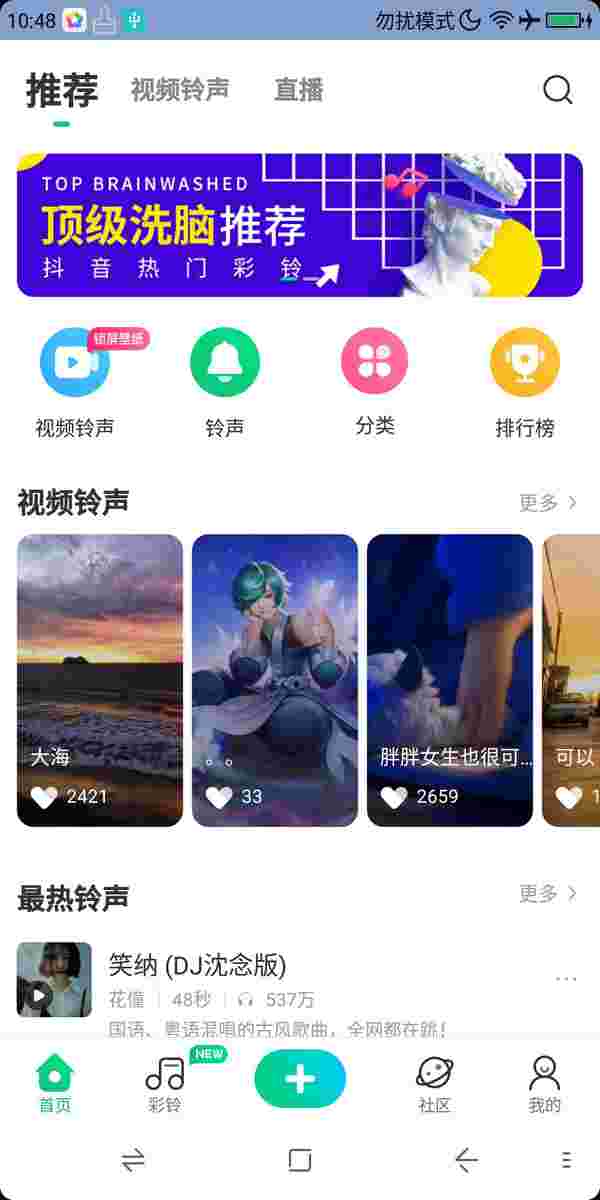 10:48
勿扰模式
推荐 视频铃声 直播
TOP BRAINWASHED
顶级洗脑推荐
抖音热门彩铃
锁屏壁纸
视频铃声 铃声 分类 排行榜
视频铃声 更多
大海 。。 胖胖女生也很可... 可以
2421 33 2659 1
最热铃声 更多
笑纳 (DJ沈念版)
花僮 48秒 537万
国语、粤语混唱的古风歌曲，全网都在跳！
NEW
首页 彩铃 社区 我的